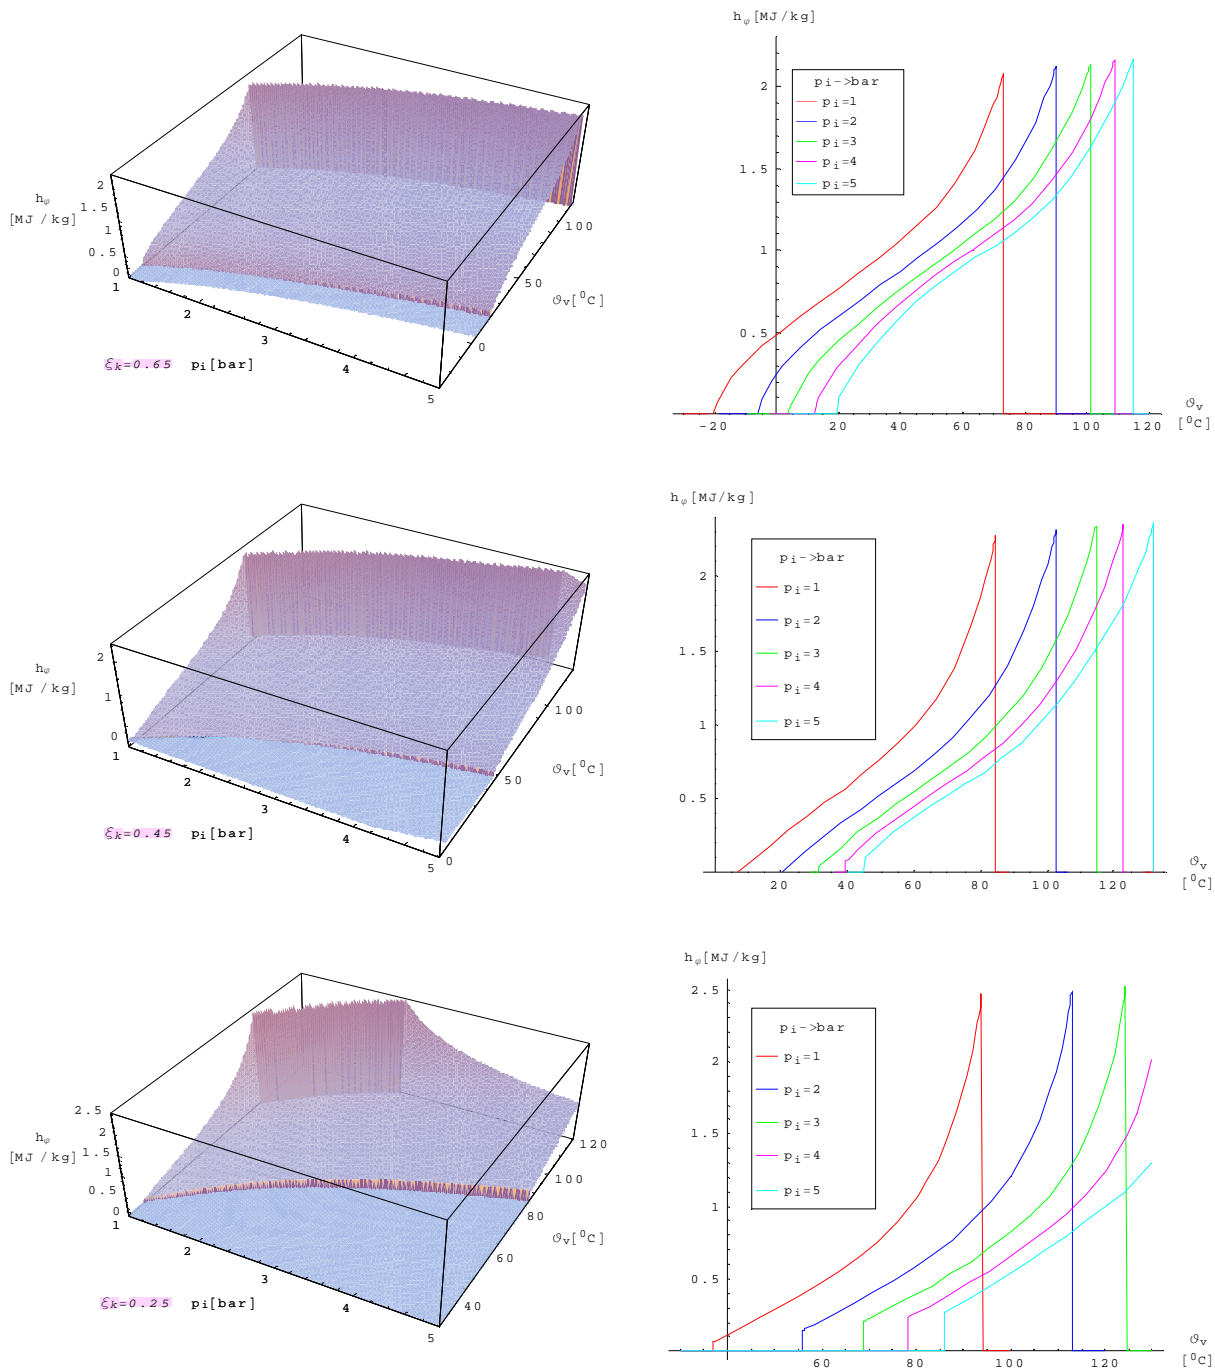 h𝜑 [MJ/kg]
2
1.5
1
0.5
0
1
2
3
4
5
0
50
100
ϑv[⁰C]
ξk=0.65 pi[bar]
hφ[MJ/kg]
pi->bar
pi=1
pi=2
pi=3
pi=4
pi=5
2
1.5
1
0.5
-20 20 40 60 80 100 120
ϑv
[⁰C]
hφ
[MJ/kg]
2
1
0
1
2
3
4
5
0
50
100
ϑv[⁰C]
ξk=0.45 pi[bar]
hφ[MJ/kg]
pi->bar
pi=1
pi=2
pi=3
pi=4
pi=5
2
1.5
1
0.5
20 40 60 80 100 120
ϑv
[⁰C]
hφ
[MJ/kg]
2.5
2
1.5
1
0.5
0
1
2
3
4
5
40
60
80
100
120
ϑv[⁰C]
ξk=0.25 pi[bar]
hφ[MJ/kg]
pi->bar
pi=1
pi=2
pi=3
pi=4
pi=5
2.5
2
1.5
1
0.5
60 80 100 120
ϑv
[⁰C]